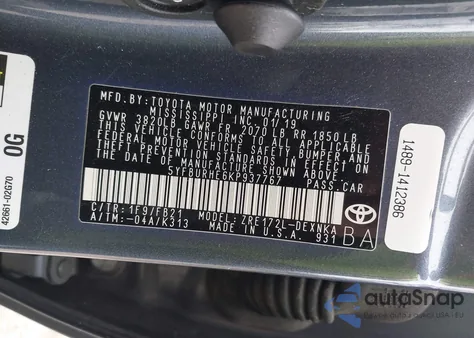 MFD.BY: TOYOTA MOTOR MANUFACTURING
MISSISSIPPI INC. 01/19
GVWR 3820LB GAWR FR 2070 LB RR 1850 LB
THIS VEHICLE CONFORMS TO ALL APPLICABLE
FEDERAL MOTOR VEHICLE SAFETY, BUMPER, AND
THEFT PREVENTION STANDARDS IN EFFECT ON
THE DATE OF MANUFACTURE SHOWN ABOVE.
5YFBURHE6KP937767 PASS.CAR
C/TR: 1F9/FB21 MODEL: ZRE172L-DEXNKA
A/TM: -04A/K313 MADE IN U.S.A. 931
BA
0G
42661-02G70
1489-1412386
autoSnap